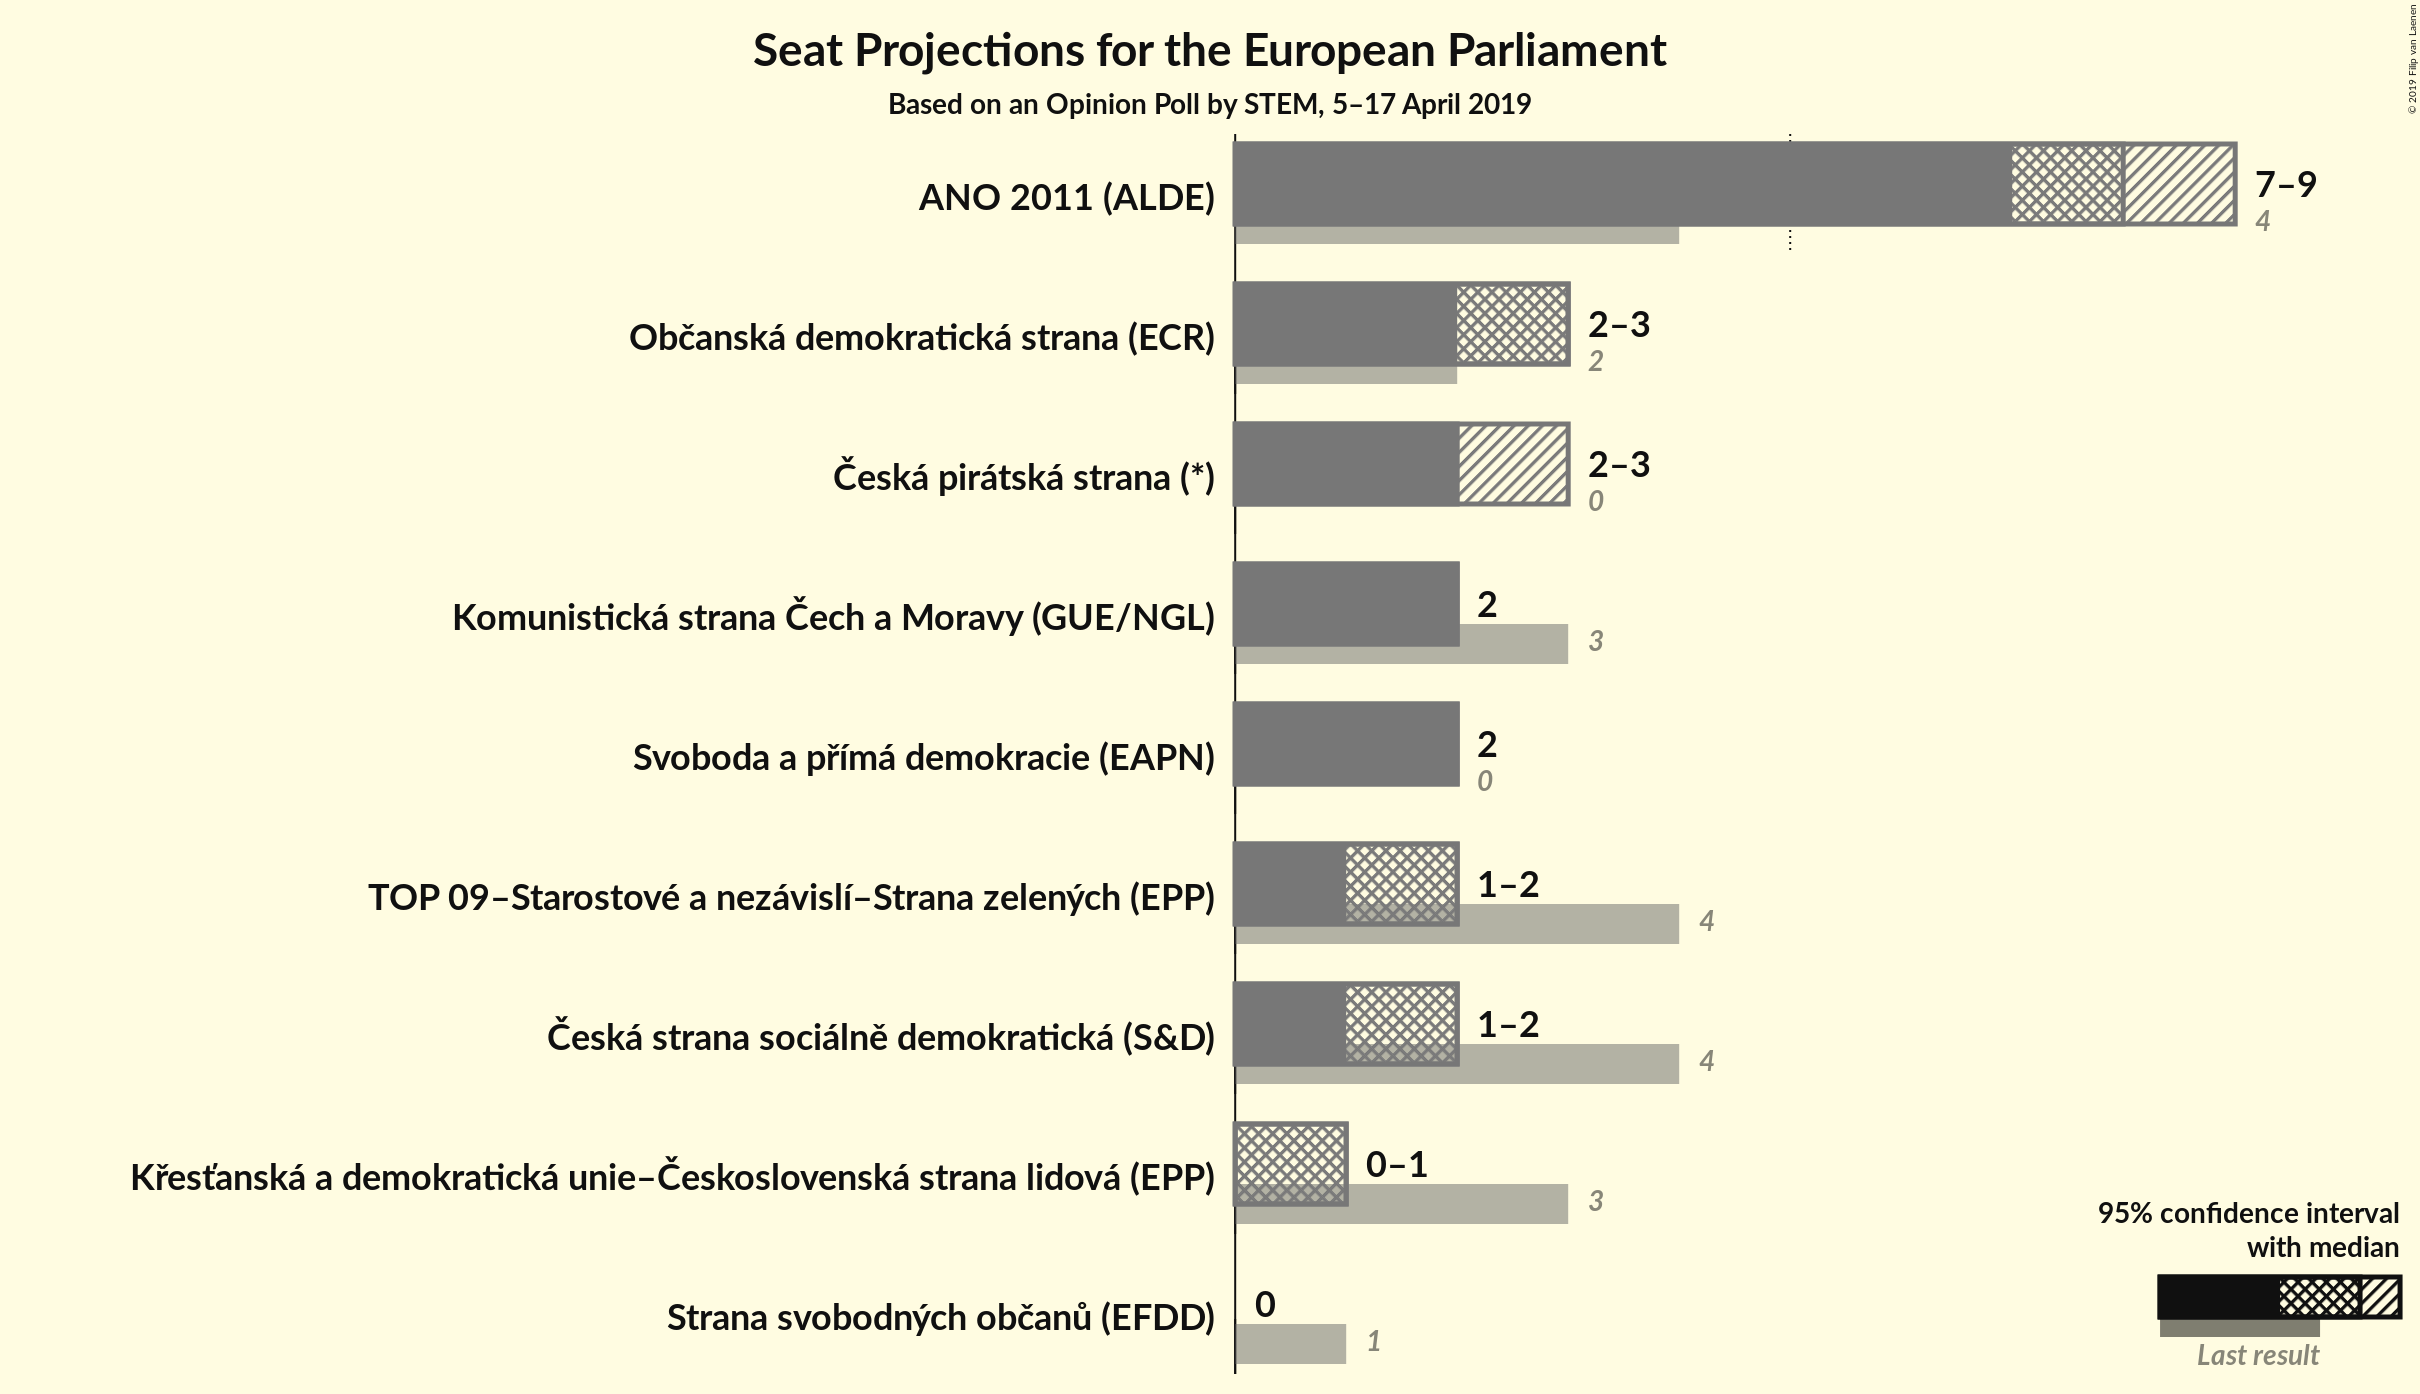 Seat Projections for the European Parliament
Based on an Opinion Poll by STEM, 5–17 April 2019
© 2019 Filip van Laenen
ANO 2011 (ALDE)
7–9
4
Občanská demokratická strana (ECR)
2–3
2
Česká pirátská strana (*)
2–3
0
Komunistická strana Čech a Moravy (GUE/NGL)
2
3
Svoboda a přímá demokracie (EAPN)
2
0
TOP 09–Starostové a nezávislí–Strana zelených (EPP)
1–2
4
Česká strana sociálně demokratická (S&D)
1–2
4
Křesťanská a demokratická unie–Československá strana lidová (EPP)
0–1
3
Strana svobodných občanů (EFDD)
0
1
95% confidence interval
with median
Last result